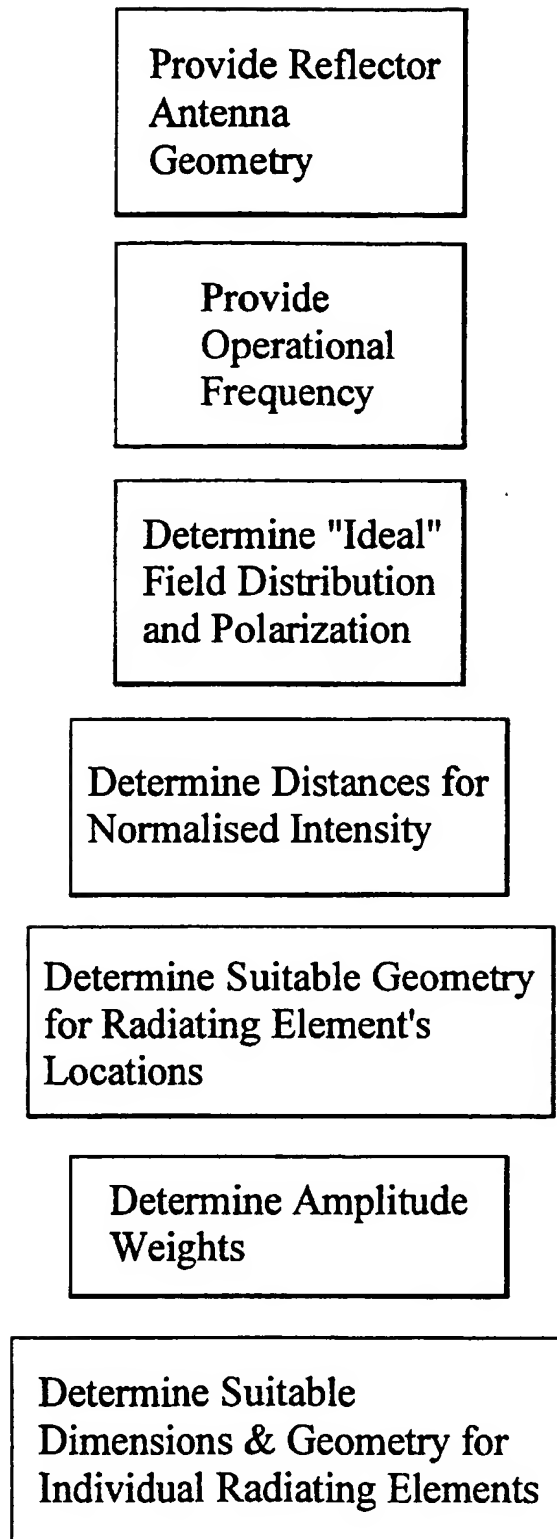 Provide Reflector
Antenna
Geometry
Provide
Operational
Frequency
Determine "Ideal"
Field Distribution
and Polarization
Determine Distances for
Normalised Intensity
Determine Suitable Geometry
for Radiating Element's
Locations
Determine Amplitude
Weights
Determine Suitable
Dimensions & Geometry for
Individual Radiating Elements